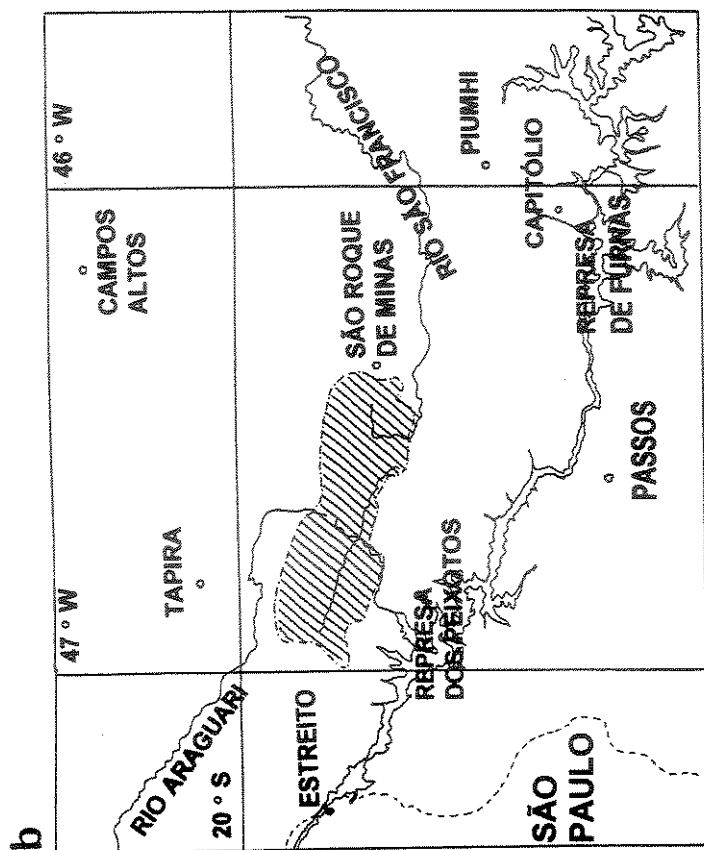 b
47 ° W
46 ° W
CAMPOS
ALTOS
TAPIRA
RIO ARAGUARI
20 ° S
ESTREITO
SÃO ROQUE
DE MINAS
RIO SÃO FRANCISCO
REPRESA
DOS PEIXOTOS
PIUMHI
CAPITÓLIO
SÃO
PAULO
REPRESA
DE FURNAS
PASSOS